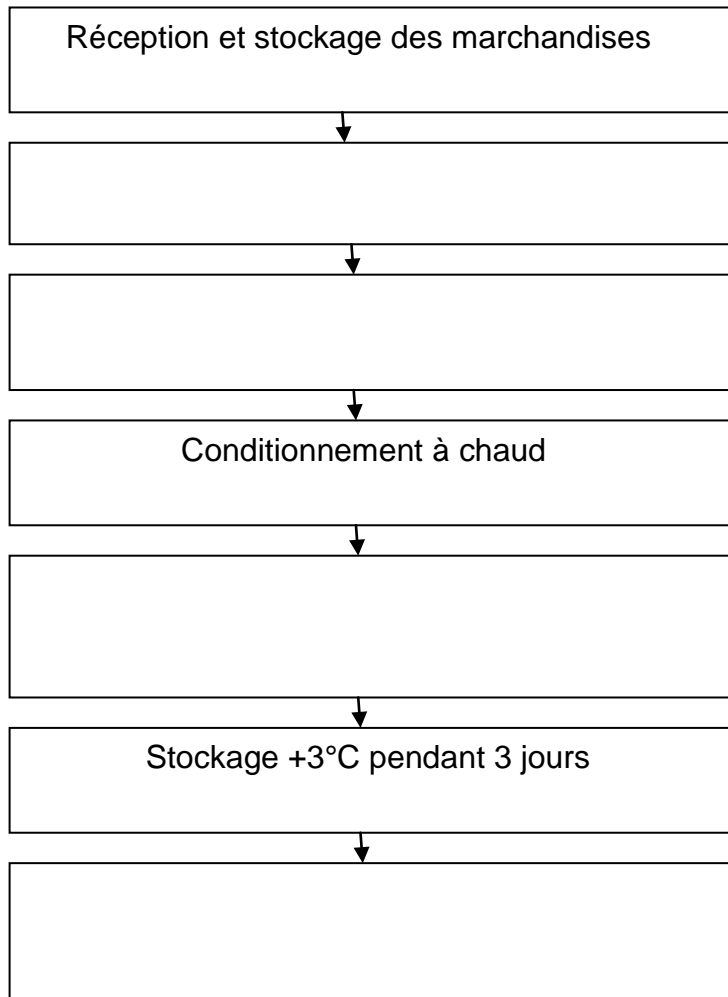 Réception et stockage des marchandises
Conditionnement à chaud
Stockage +3°C pendant 3 jours